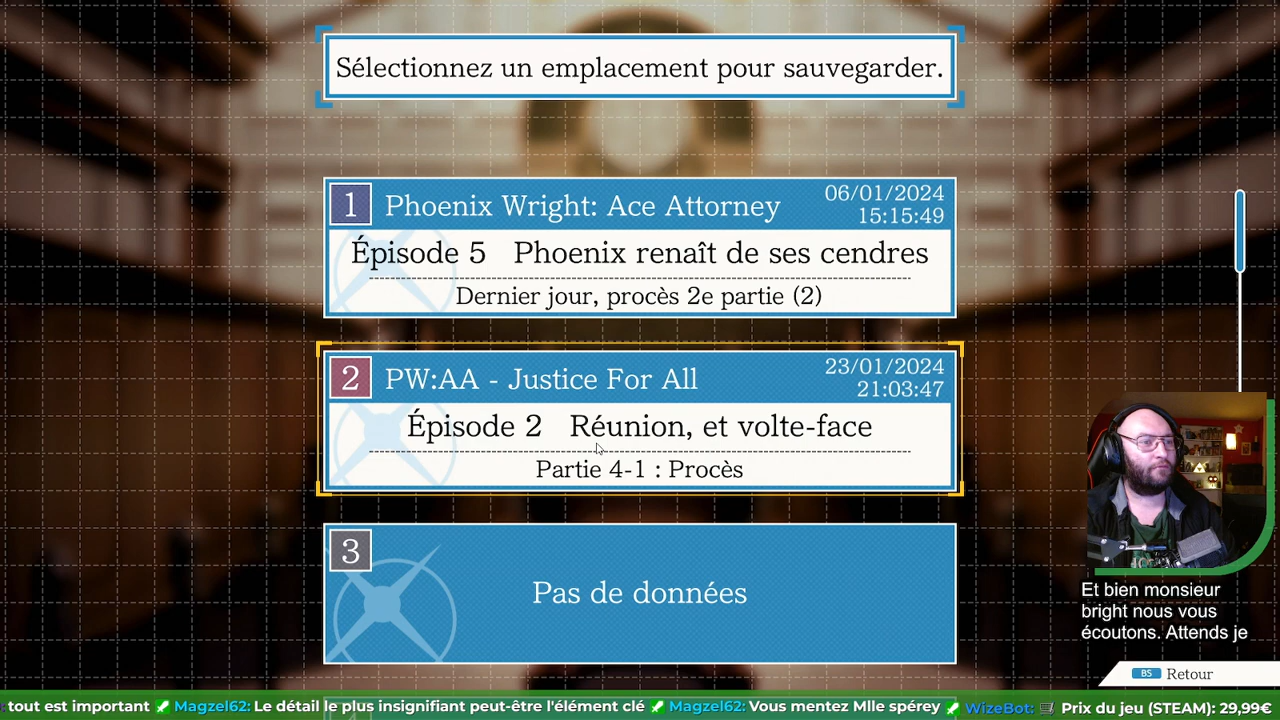 Sélectionnez un emplacement pour sauvegarder.
1 Phoenix Wright: Ace Attorney
06/01/2024
15:15:49
Épisode 5 Phoenix renaît de ses cendres
Dernier jour, procès 2e partie (2)
2 PW:AA - Justice For All
23/01/2024
21:03:47
Épisode 2 Réunion, et volte-face
Partie 4-1 : Procès
3
Pas de données
Et bien monsieur
bright nous vous
écoutons. Attends je
BS Retour
tout est important Magzel62: Le détail le plus insignifiant peut-être l'élément clé Magzel62: Vous mentez Mlle spérey WizeBot: Prix du jeu (STEAM): 29,99€